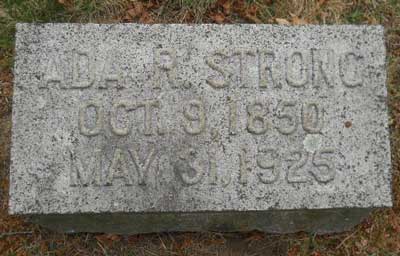 ADA R. STRONG
OCT. 9, 1850
MAY 31, 1925